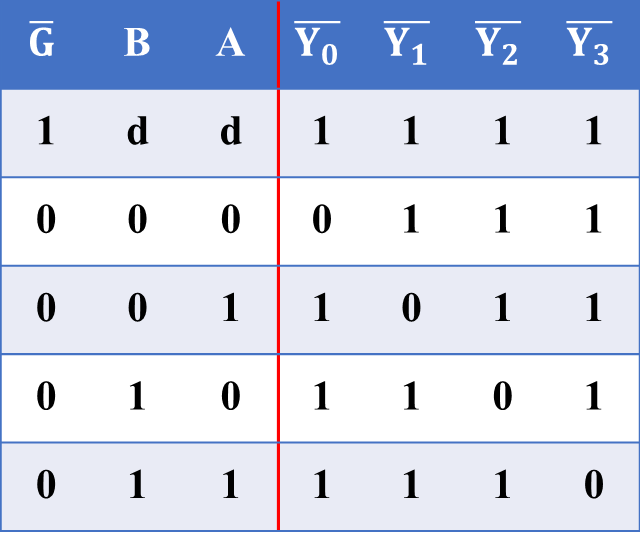 G̅ B A Y̅₀ Y̅₁ Y̅₂ Y̅₃
1 d d 1 1 1 1
0 0 0 0 1 1 1
0 0 1 1 0 1 1
0 1 0 1 1 0 1
0 1 1 1 1 1 0